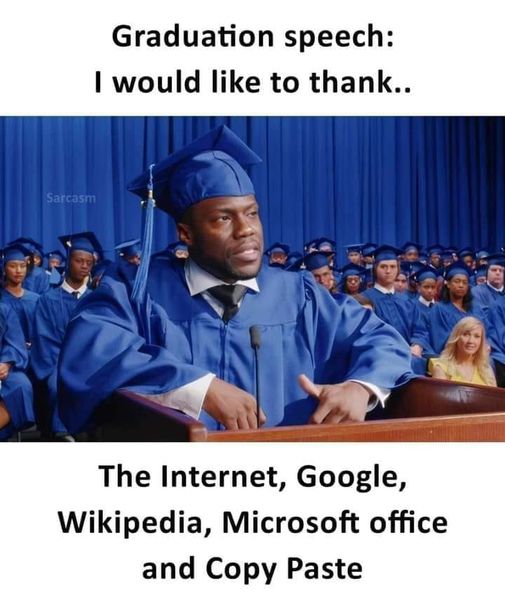 Graduation speech:
I would like to thank..
Sarcasm
The Internet, Google,
Wikipedia, Microsoft office
and Copy Paste